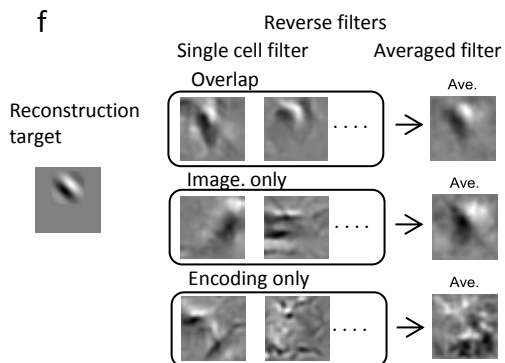 f
Reverse filters
Single cell filter
Averaged filter
Overlap
Ave.
Reconstruction
target
. . . .
Image. only
Ave.
. . . .
Encoding only
Ave.
. . . .